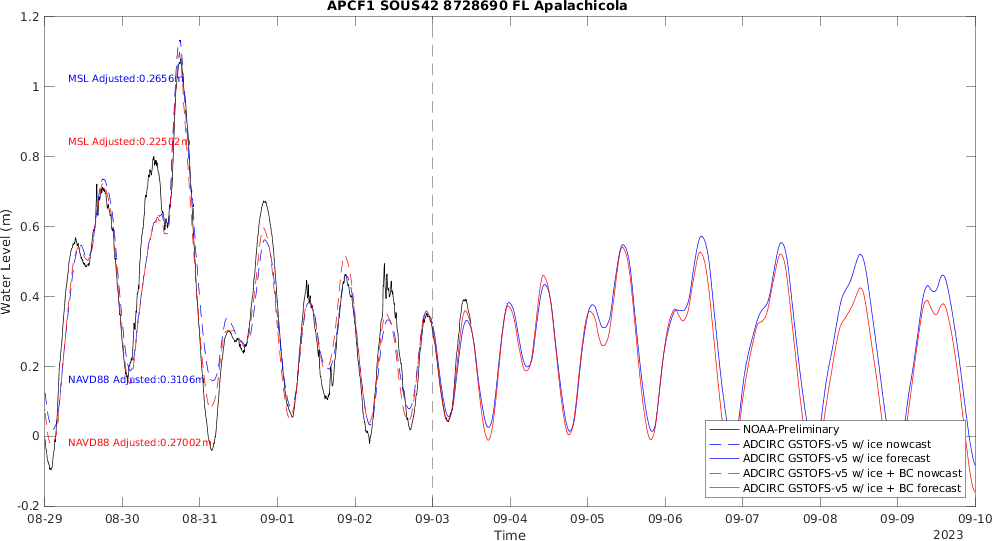 APCF1 SOUS42 8728690 FL Apalachicola
1.2
1
0.8
0.6
0.4
0.2
0
-0.2
Water Level (m)
MSL Adjusted:0.2656m
MSL Adjusted:0.22502m
NAVD88 Adjusted:0.3106m
NAVD88 Adjusted:0.27002m
NOAA-Preliminary
ADCIRC GSTOFS-v5 w/ ice nowcast
ADCIRC GSTOFS-v5 w/ ice forecast
ADCIRC GSTOFS-v5 w/ ice + BC nowcast
ADCIRC GSTOFS-v5 w/ ice + BC forecast
08-29 08-30 08-31 09-01 09-02 09-03 09-04 09-05 09-06 09-07 09-08 09-09 09-10
Time
2023